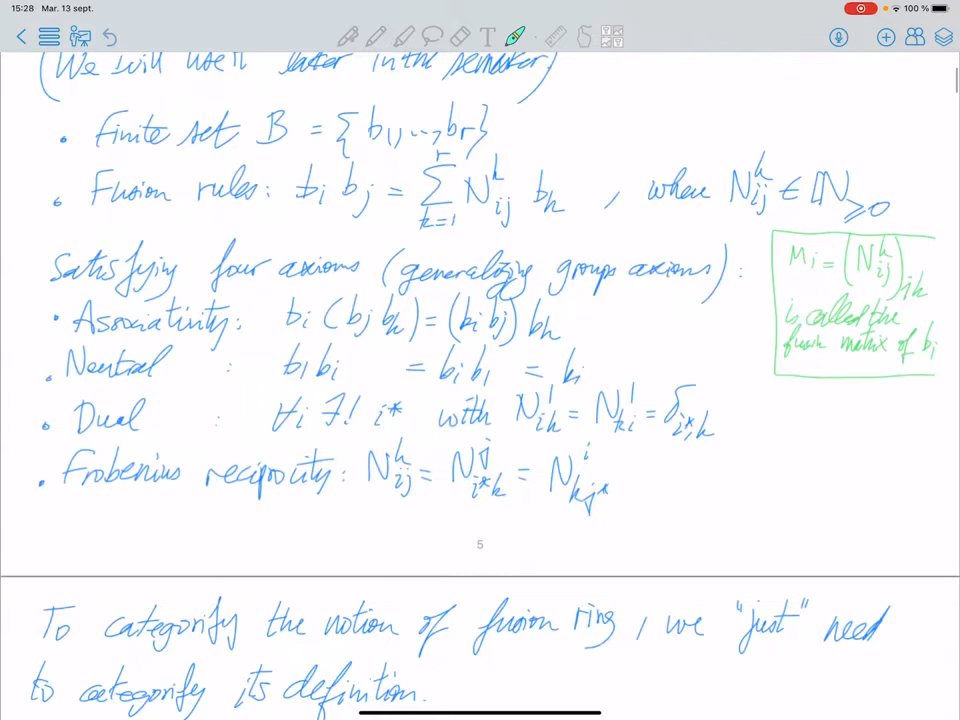 15:28 Mar. 13 sept.
100 %
(We will use it later in the seminar)
• Finite set B = {b1, ..., br}
• Fusion rules: bi bj = ∑_{k=1}^{r} N_{ij}^k bk , where N_{ij}^k ∈ ℕ≥0
Satisfying four axioms (generalizing groups axioms) :
• Associativity: bi (bj bk) = (bi bj) bk
• Neutral : b1 bi = bi b1 = bi
• Dual : ∀i ∃! i* with N_{ik}^1 = N_{ki}^1 = δ_{i*,k}
• Frobenius reciprocity: N_{ij}^k = N_{i*k}^j = N_{kj*}^i
Mi = (N_{ij}^k)_{jk}
is called the
fusion matrix of bi
5
To categorify the notion of fusion ring, we "just" need
to categorify its definition.